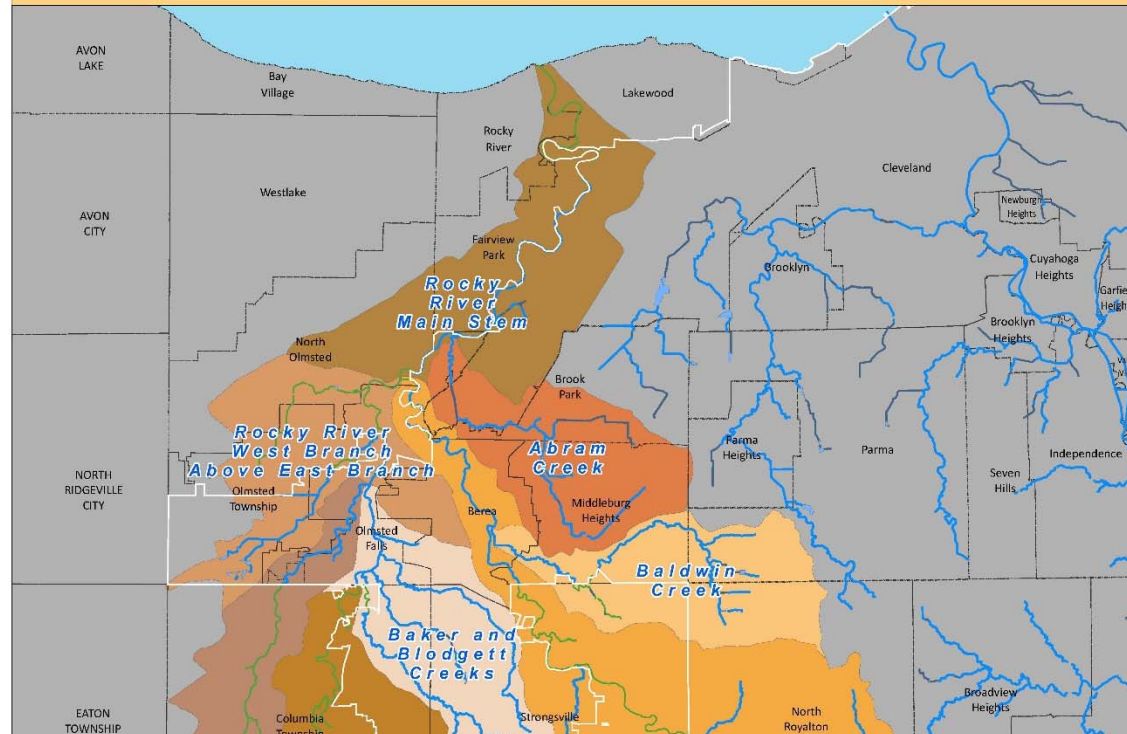 AVON
LAKE
Bay
Village
Lakewood
Rocky
River
Cleveland
Westlake
AVON
CITY
Newburgh
Heights
Fairview
Park
Cuyahoga
Heights
Brooklyn
Rocky
River
Main Stem
Brooklyn
Heights
North
Olmsted
Brook
Park
Rocky River
West Branch
Above East Branch
Abram
Creek
Parma
Heights
Parma
Independence
NORTH
RIDGEVILLE
CITY
Olmsted
Township
Seven
Hills
Middleburg
Heights
Berea
Olmsted
Falls
Baldwin
Creek
Baker and
Blodgett
Creeks
Broadview
Heights
EATON
TOWNSHIP
Columbia
Strongsville
North
Royalton